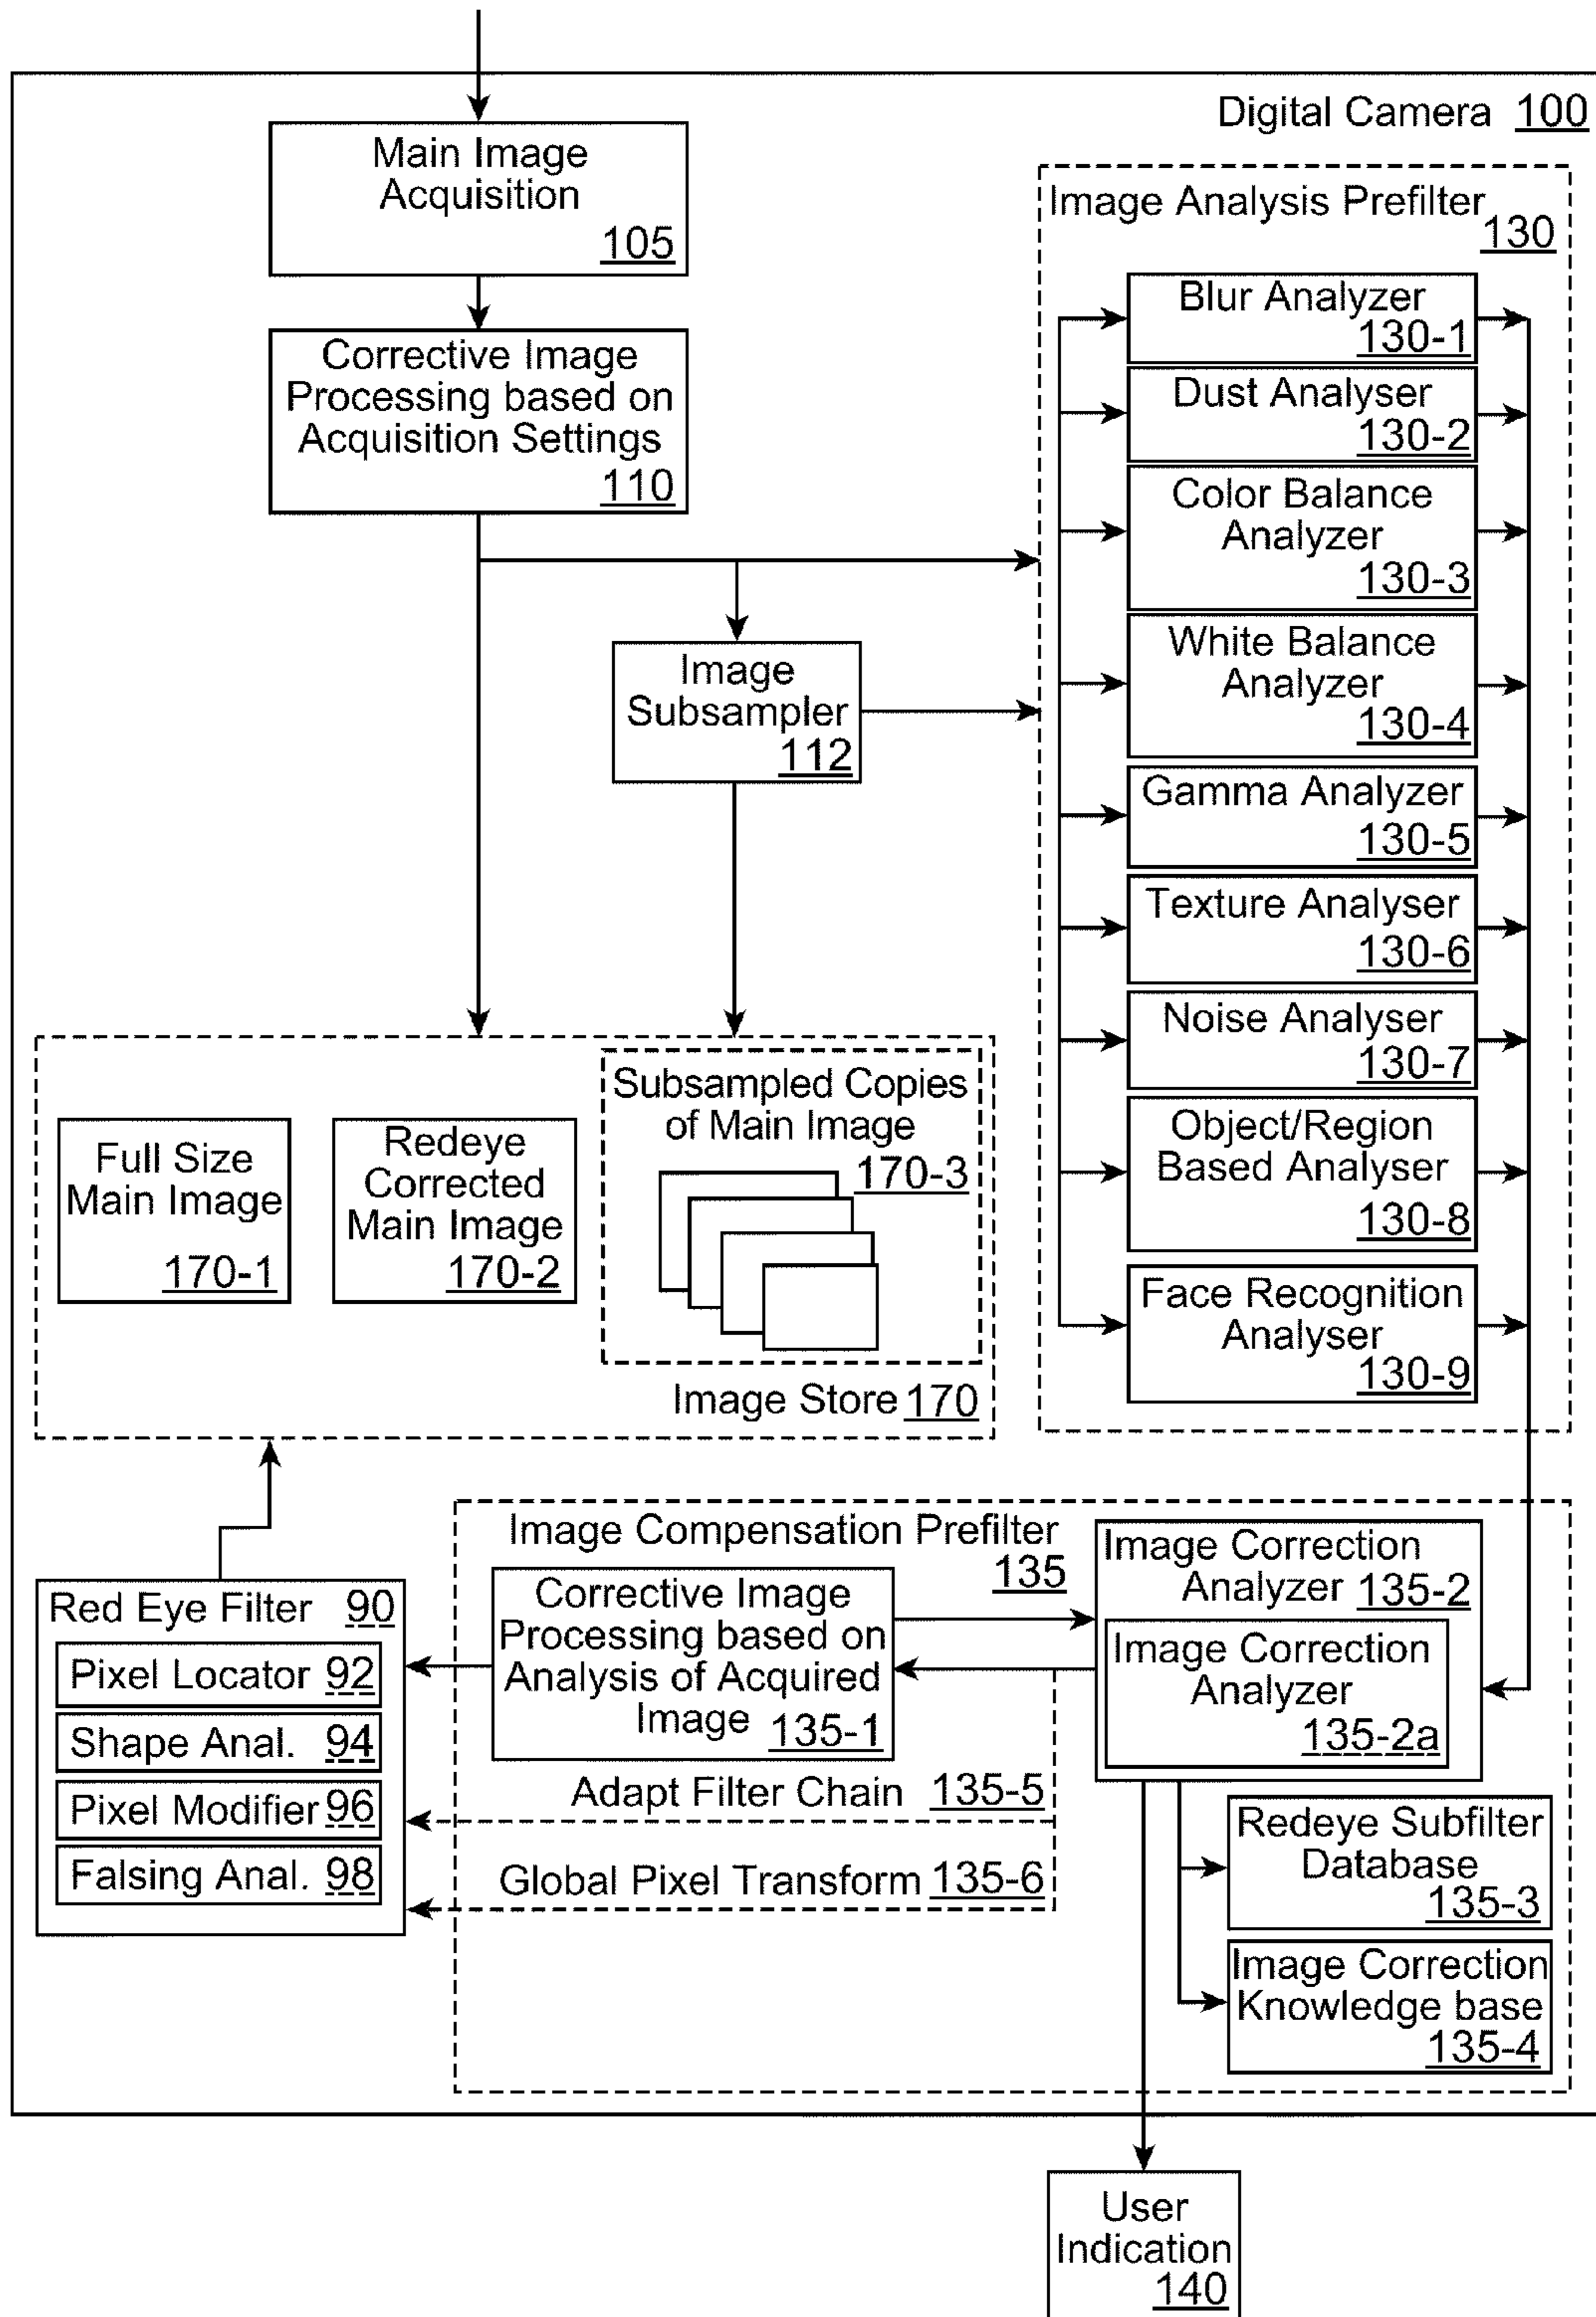 Digital Camera 100
Main Image
Acquisition
105
Corrective Image
Processing based on
Acquisition Settings
110
Image
Subsampler
112
Image Analysis Prefilter
130
Blur Analyzer
130-1
Dust Analyser
130-2
Color Balance
Analyzer
130-3
White Balance
Analyzer
130-4
Gamma Analyzer
130-5
Texture Analyser
130-6
Noise Analyser
130-7
Object/Region
Based Analyser
130-8
Face Recognition
Analyser
130-9
Full Size
Main Image
170-1
Redeye
Corrected
Main Image
170-2
Subsampled Copies
of Main Image
170-3
Image Store 170
Red Eye Filter 90
Pixel Locator 92
Shape Anal. 94
Pixel Modifier 96
Falsing Anal. 98
Image Compensation Prefilter
135
Corrective Image
Processing based on
Analysis of Acquired
Image 135-1
Image Correction
Analyzer 135-2
Image Correction
Analyzer
135-2a
Adapt Filter Chain 135-5
Global Pixel Transform 135-6
Redeye Subfilter
Database
135-3
Image Correction
Knowledge base
135-4
User
Indication
140